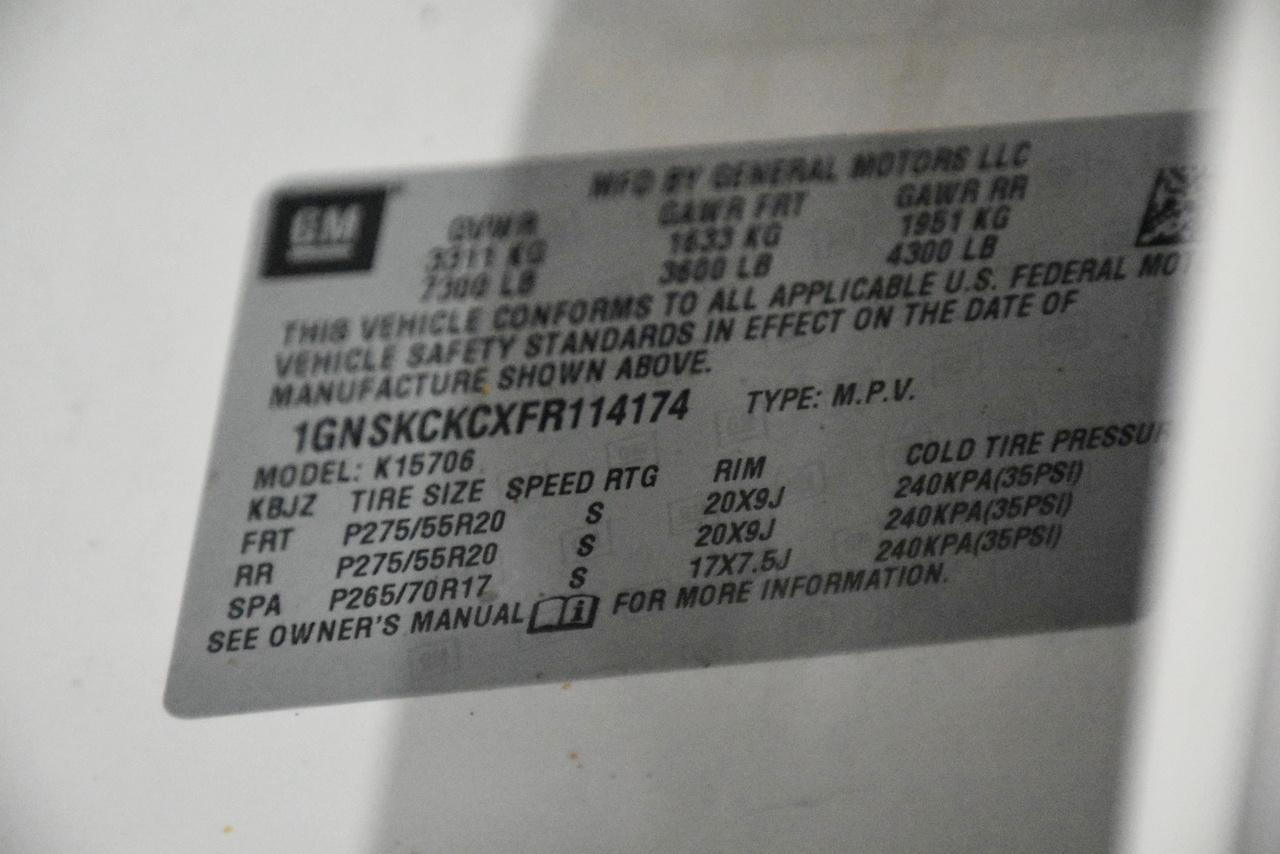 MFD BY GENERAL MOTORS LLC
GM
GVWR GAWR FRT GAWR RR
3311 KG 1633 KG 1951 KG
7300 LB 3600 LB 4300 LB
THIS VEHICLE CONFORMS TO ALL APPLICABLE U.S. FEDERAL MOT
VEHICLE SAFETY STANDARDS IN EFFECT ON THE DATE OF
MANUFACTURE SHOWN ABOVE.
1GNSKCKCXFR114174 TYPE: M.P.V.
MODEL: K15706
KBJZ TIRE SIZE SPEED RTG RIM COLD TIRE PRESSUR
FRT P275/55R20 S 20X9J 240KPA(35PSI)
RR P275/55R20 S 20X9J 240KPA(35PSI)
SPA P265/70R17 S 17X7.5J 240KPA(35PSI)
SEE OWNER'S MANUAL FOR MORE INFORMATION.